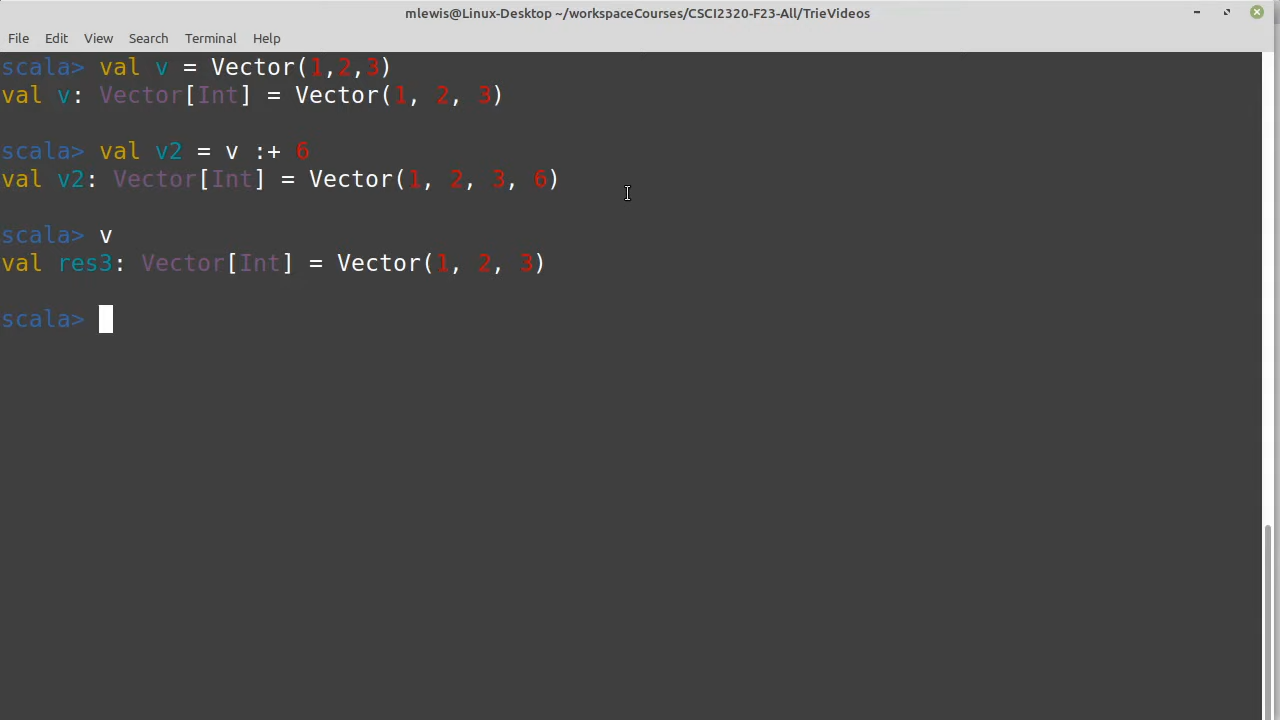 mlewis@Linux-Desktop ~/workspaceCourses/CSCI2320-F23-All/TrieVideos
File Edit View Search Terminal Help
scala> val v = Vector(1,2,3)
val v: Vector[Int] = Vector(1, 2, 3)
scala> val v2 = v :+ 6
val v2: Vector[Int] = Vector(1, 2, 3, 6)
scala> v
val res3: Vector[Int] = Vector(1, 2, 3)
scala>